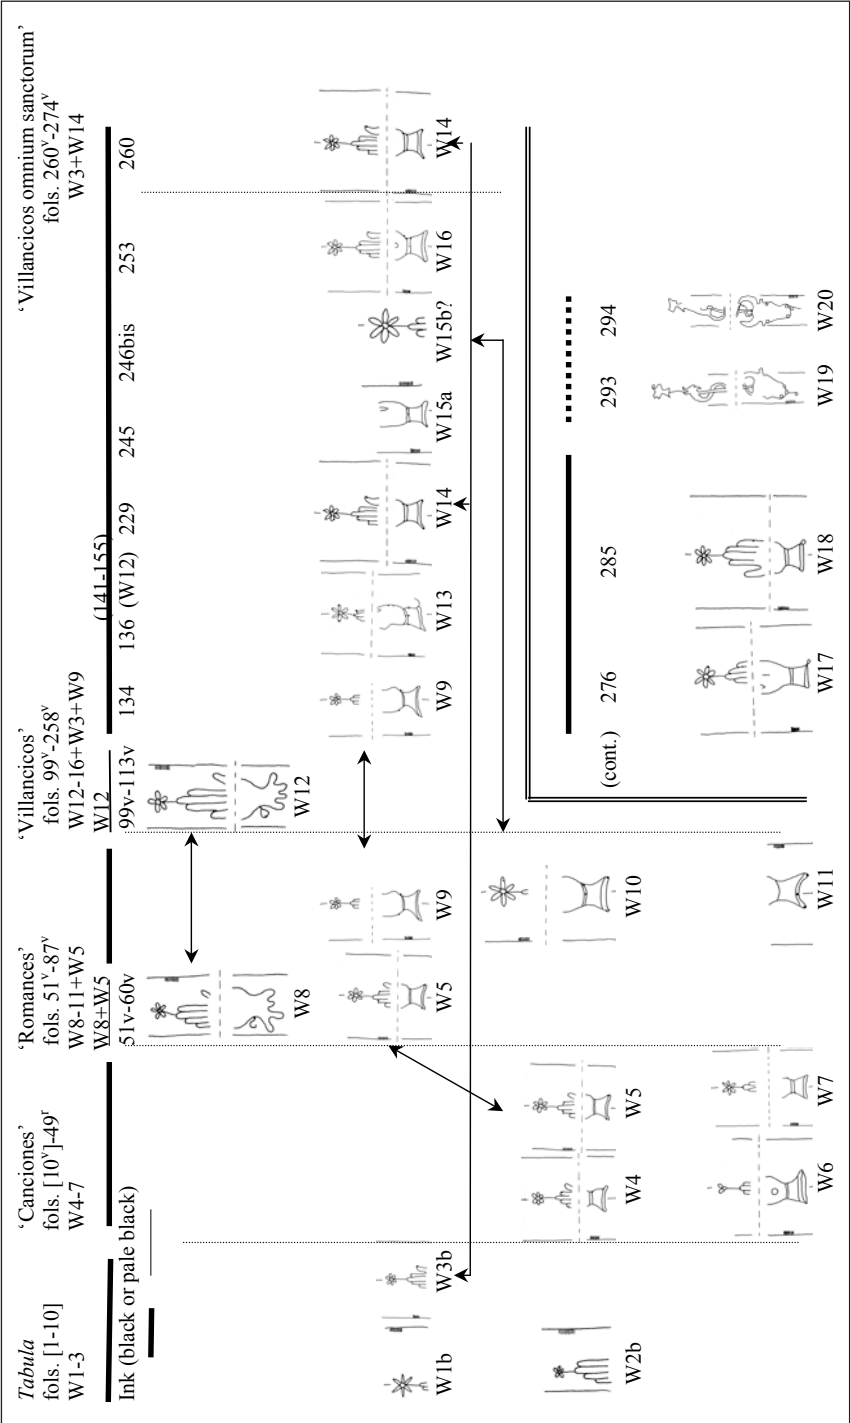 Tabula
fols. [1-10]
W1-3
Ink (black or pale black)
‘Canciones’
fols. [10v]-49r
W4-7
‘Romances’
fols. 51v-87v
W8-11+W5
W8+W5
51v-60v
‘Villancicos’
fols. 99v-258v
W12-16+W3+W9
W12
99v-113v
134
136
(141-155)
(W12)
229
245
246bis
253
‘Villancicos omnium sanctorum’
fols. 260v-274v
W3+W14
260
W8
W12
W1b
W3b
W5
W9
W9
W13
W14
W15a
W15b?
W16
W14
W2b
W4
W5
W10
W6
W7
W11
(cont.)
276
285
293
294
W17
W18
W19
W20